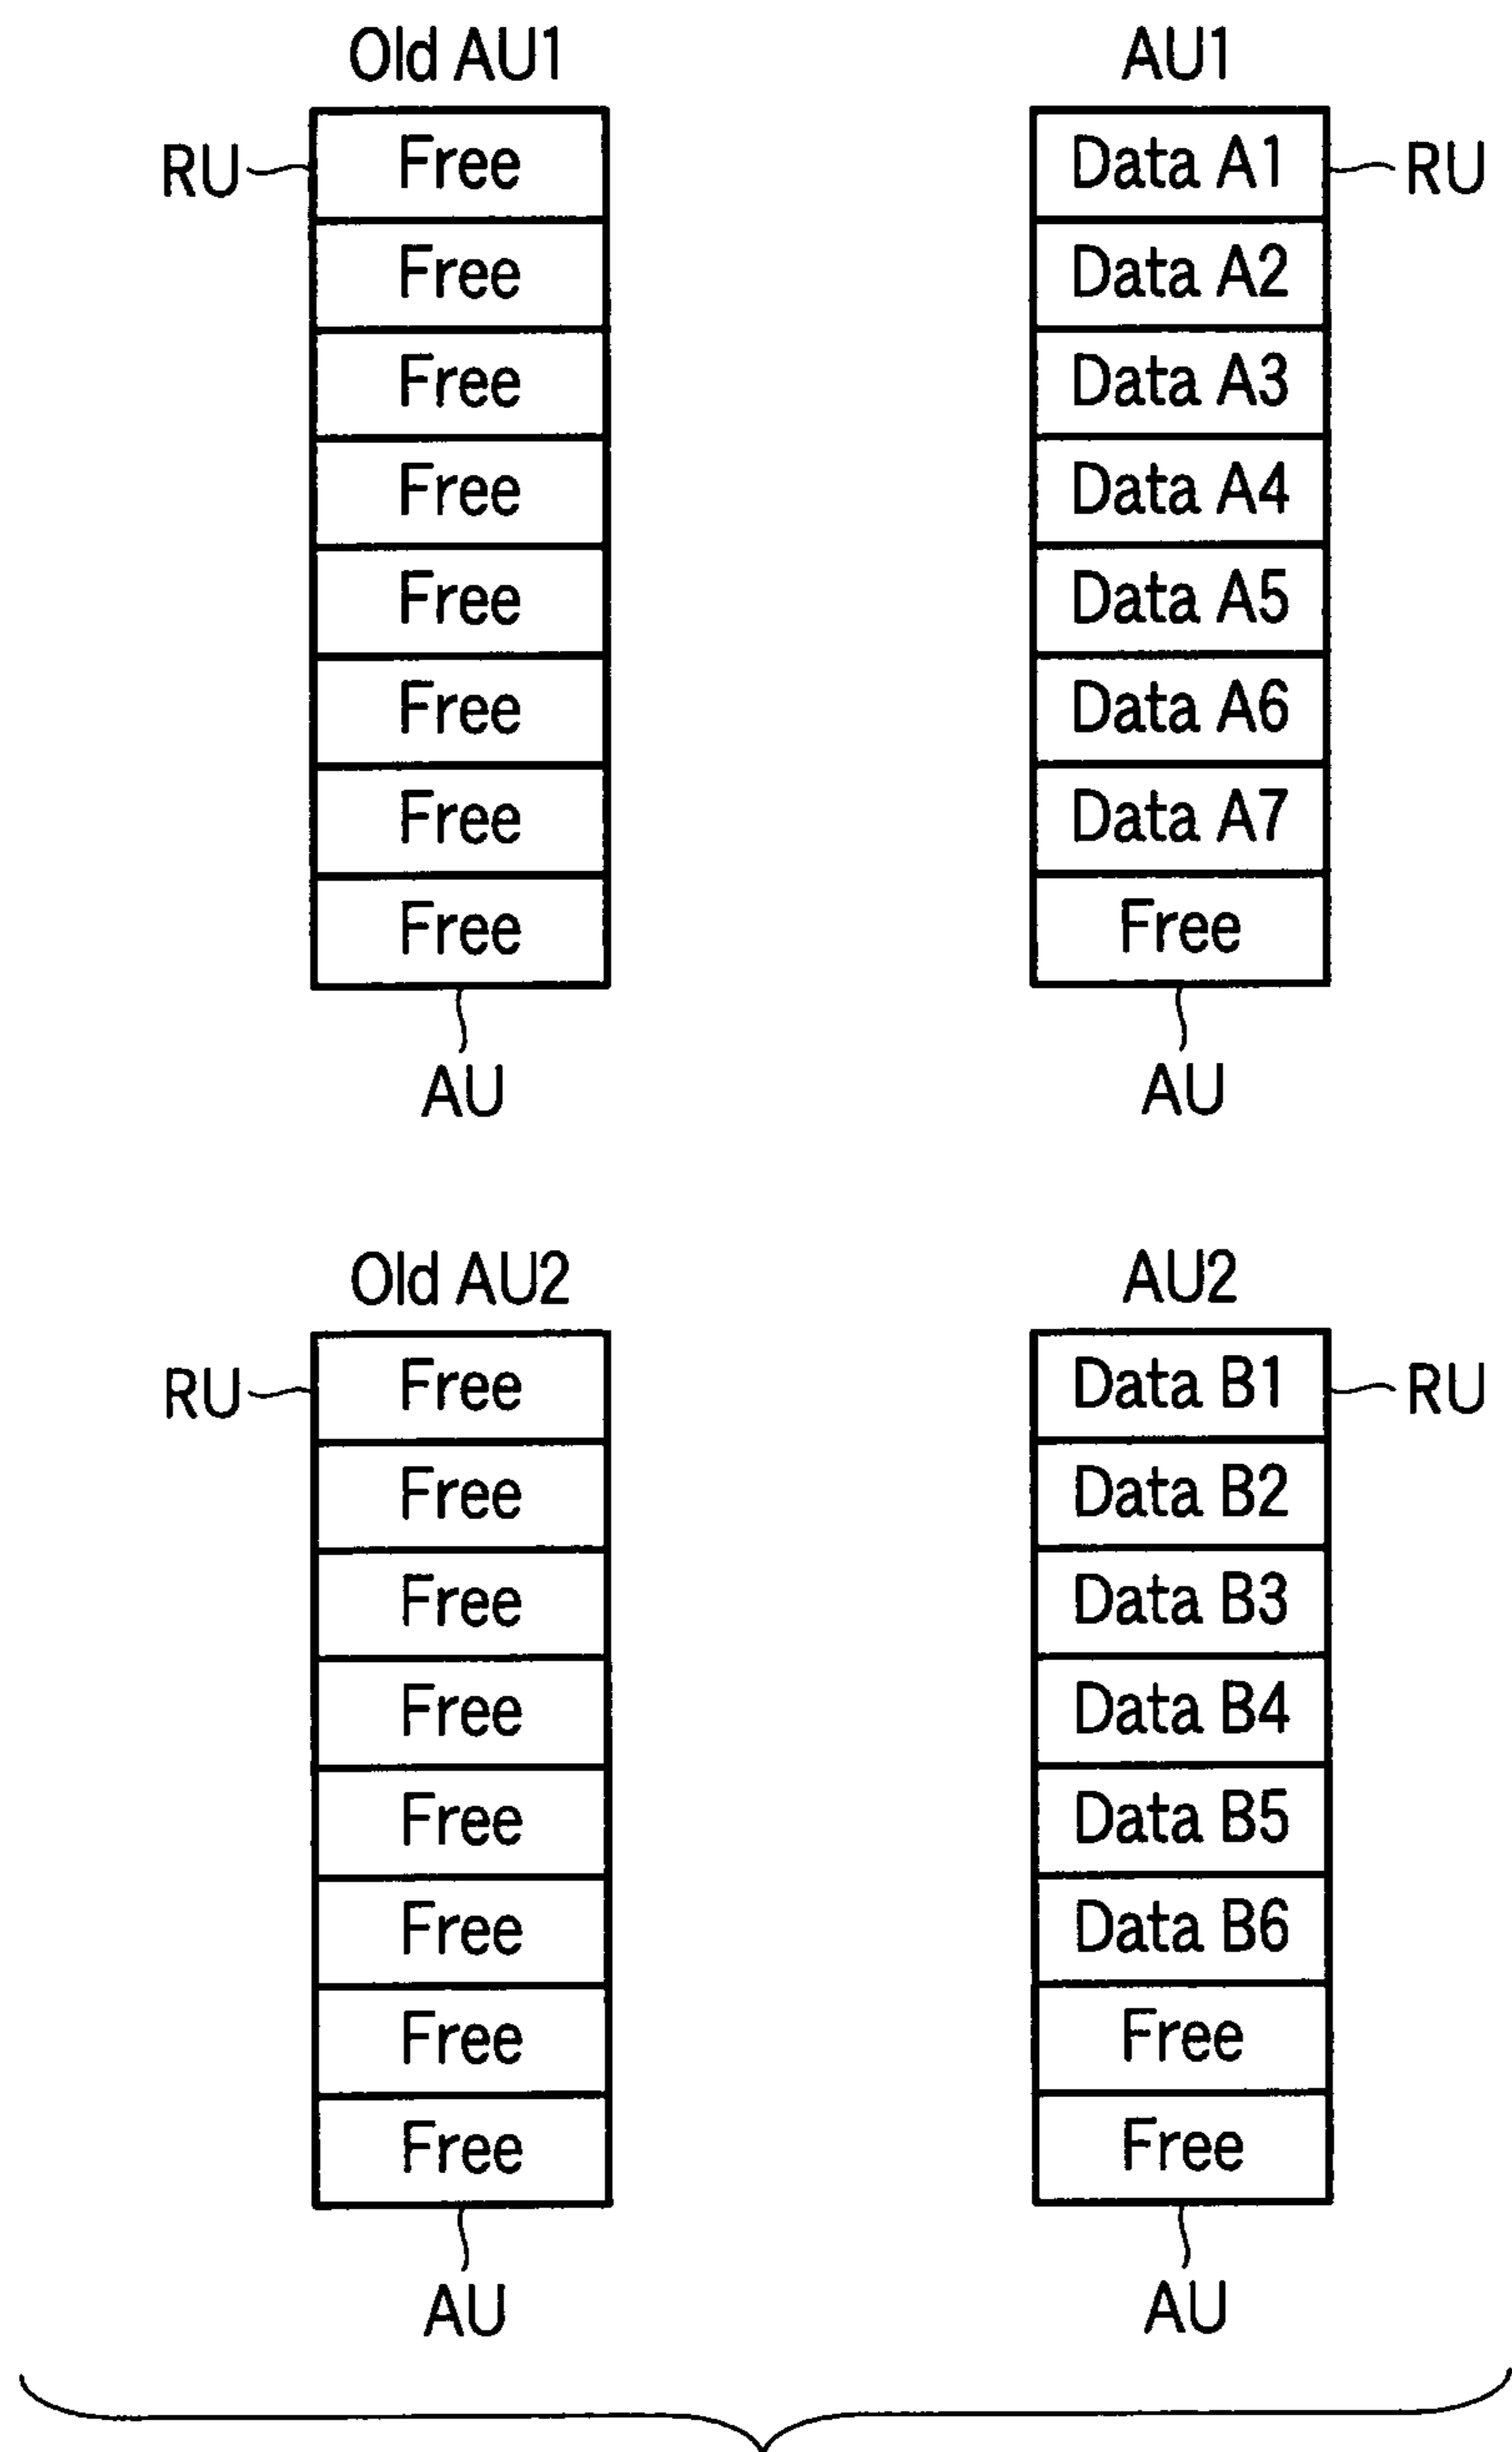 Old AU1
RU
Free
Free
Free
Free
Free
Free
Free
Free
AU
AU1
Data A1
RU
Data A2
Data A3
Data A4
Data A5
Data A6
Data A7
Free
AU
Old AU2
RU
Free
Free
Free
Free
Free
Free
Free
Free
AU
AU2
Data B1
RU
Data B2
Data B3
Data B4
Data B5
Data B6
Free
Free
AU